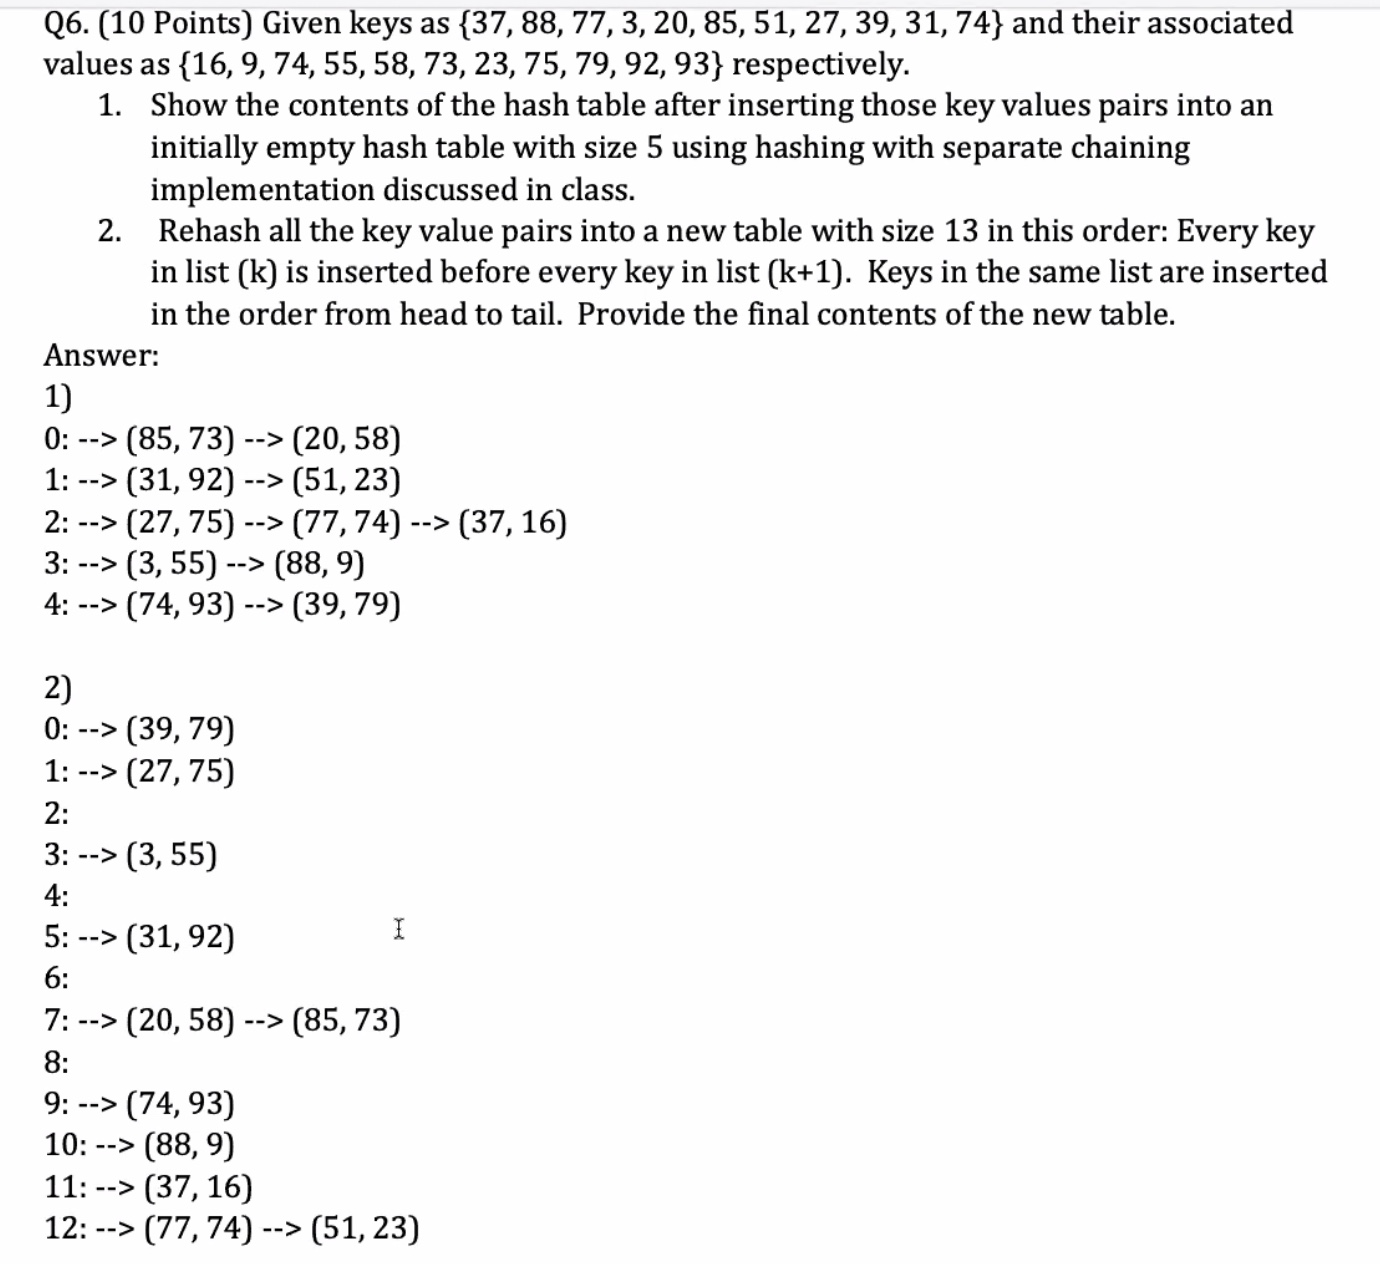 Q6. (10 Points) Given keys as {37, 88, 77, 3, 20, 85, 51, 27, 39, 31, 74} and their associated
values as {16, 9, 74, 55, 58, 73, 23, 75, 79, 92, 93} respectively.
1. Show the contents of the hash table after inserting those key values pairs into an
initially empty hash table with size 5 using hashing with separate chaining
implementation discussed in class.
2. Rehash all the key value pairs into a new table with size 13 in this order: Every key
in list (k) is inserted before every key in list (k+1). Keys in the same list are inserted
in the order from head to tail. Provide the final contents of the new table.
Answer:
1)
0: --> (85, 73) --> (20, 58)
1: --> (31, 92) --> (51, 23)
2: --> (27, 75) --> (77, 74) --> (37, 16)
3: --> (3, 55) --> (88, 9)
4: --> (74, 93) --> (39, 79)
2)
0: --> (39, 79)
1: --> (27, 75)
2:
3: --> (3, 55)
4:
5: --> (31, 92)
6:
7: --> (20, 58) --> (85, 73)
8:
9: --> (74, 93)
10: --> (88, 9)
11: --> (37, 16)
12: --> (77, 74) --> (51, 23)